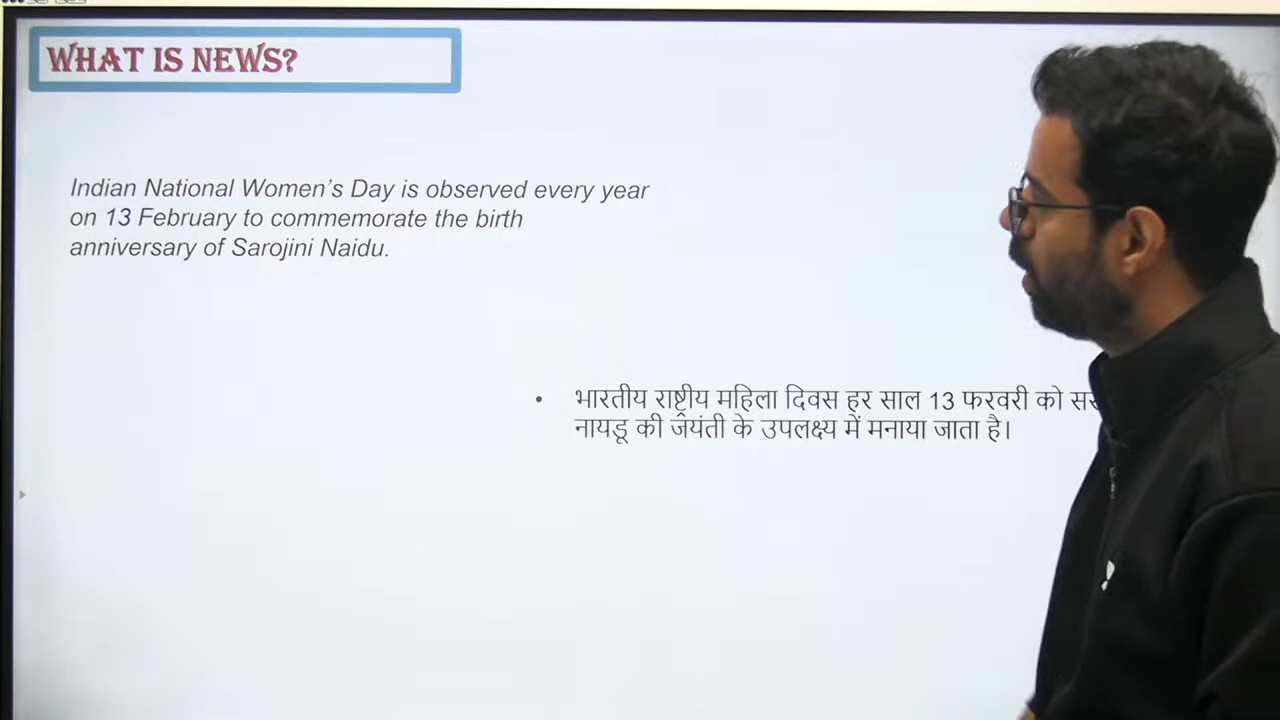 WHAT IS NEWS?
Indian National Women's Day is observed every year
on 13 February to commemorate the birth
anniversary of Sarojini Naidu.
• भारतीय राष्ट्रीय महिला दिवस हर साल 13 फरवरी को
नायडू की जयंती के उपलक्ष्य में मनाया जाता है।